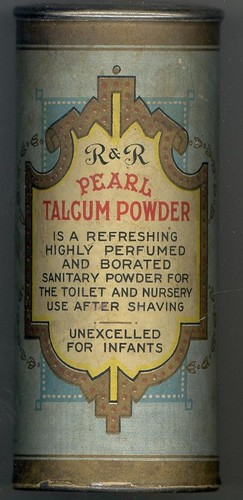 R & R
PEARL
TALCUM POWDER
IS A REFRESHING
HIGHLY PERFUMED
AND BORATED
SANITARY POWDER FOR
THE TOILET AND NURSERY
USE AFTER SHAVING
UNEXCELLED
FOR INFANTS